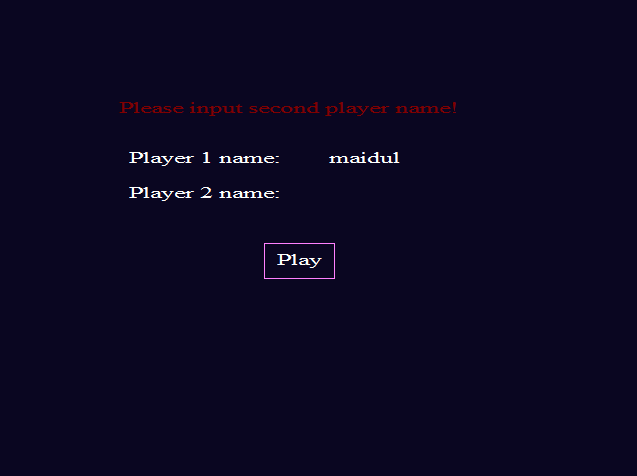 Please input second player name!
Player 1 name: maidul
Player 2 name:
Play